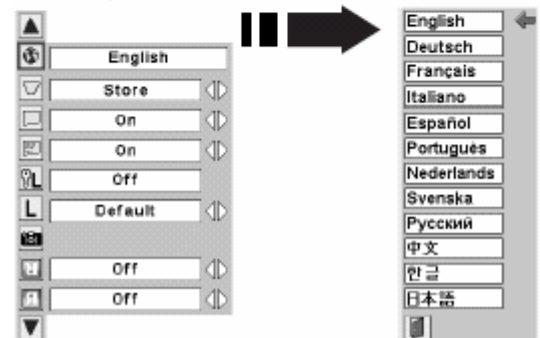 English
Store
On
On
Off
L
Default
Off
Off
English
Deutsch
Français
Italiano
Español
Português
Nederlands
Svenska
Русский
中文
한글
日本語